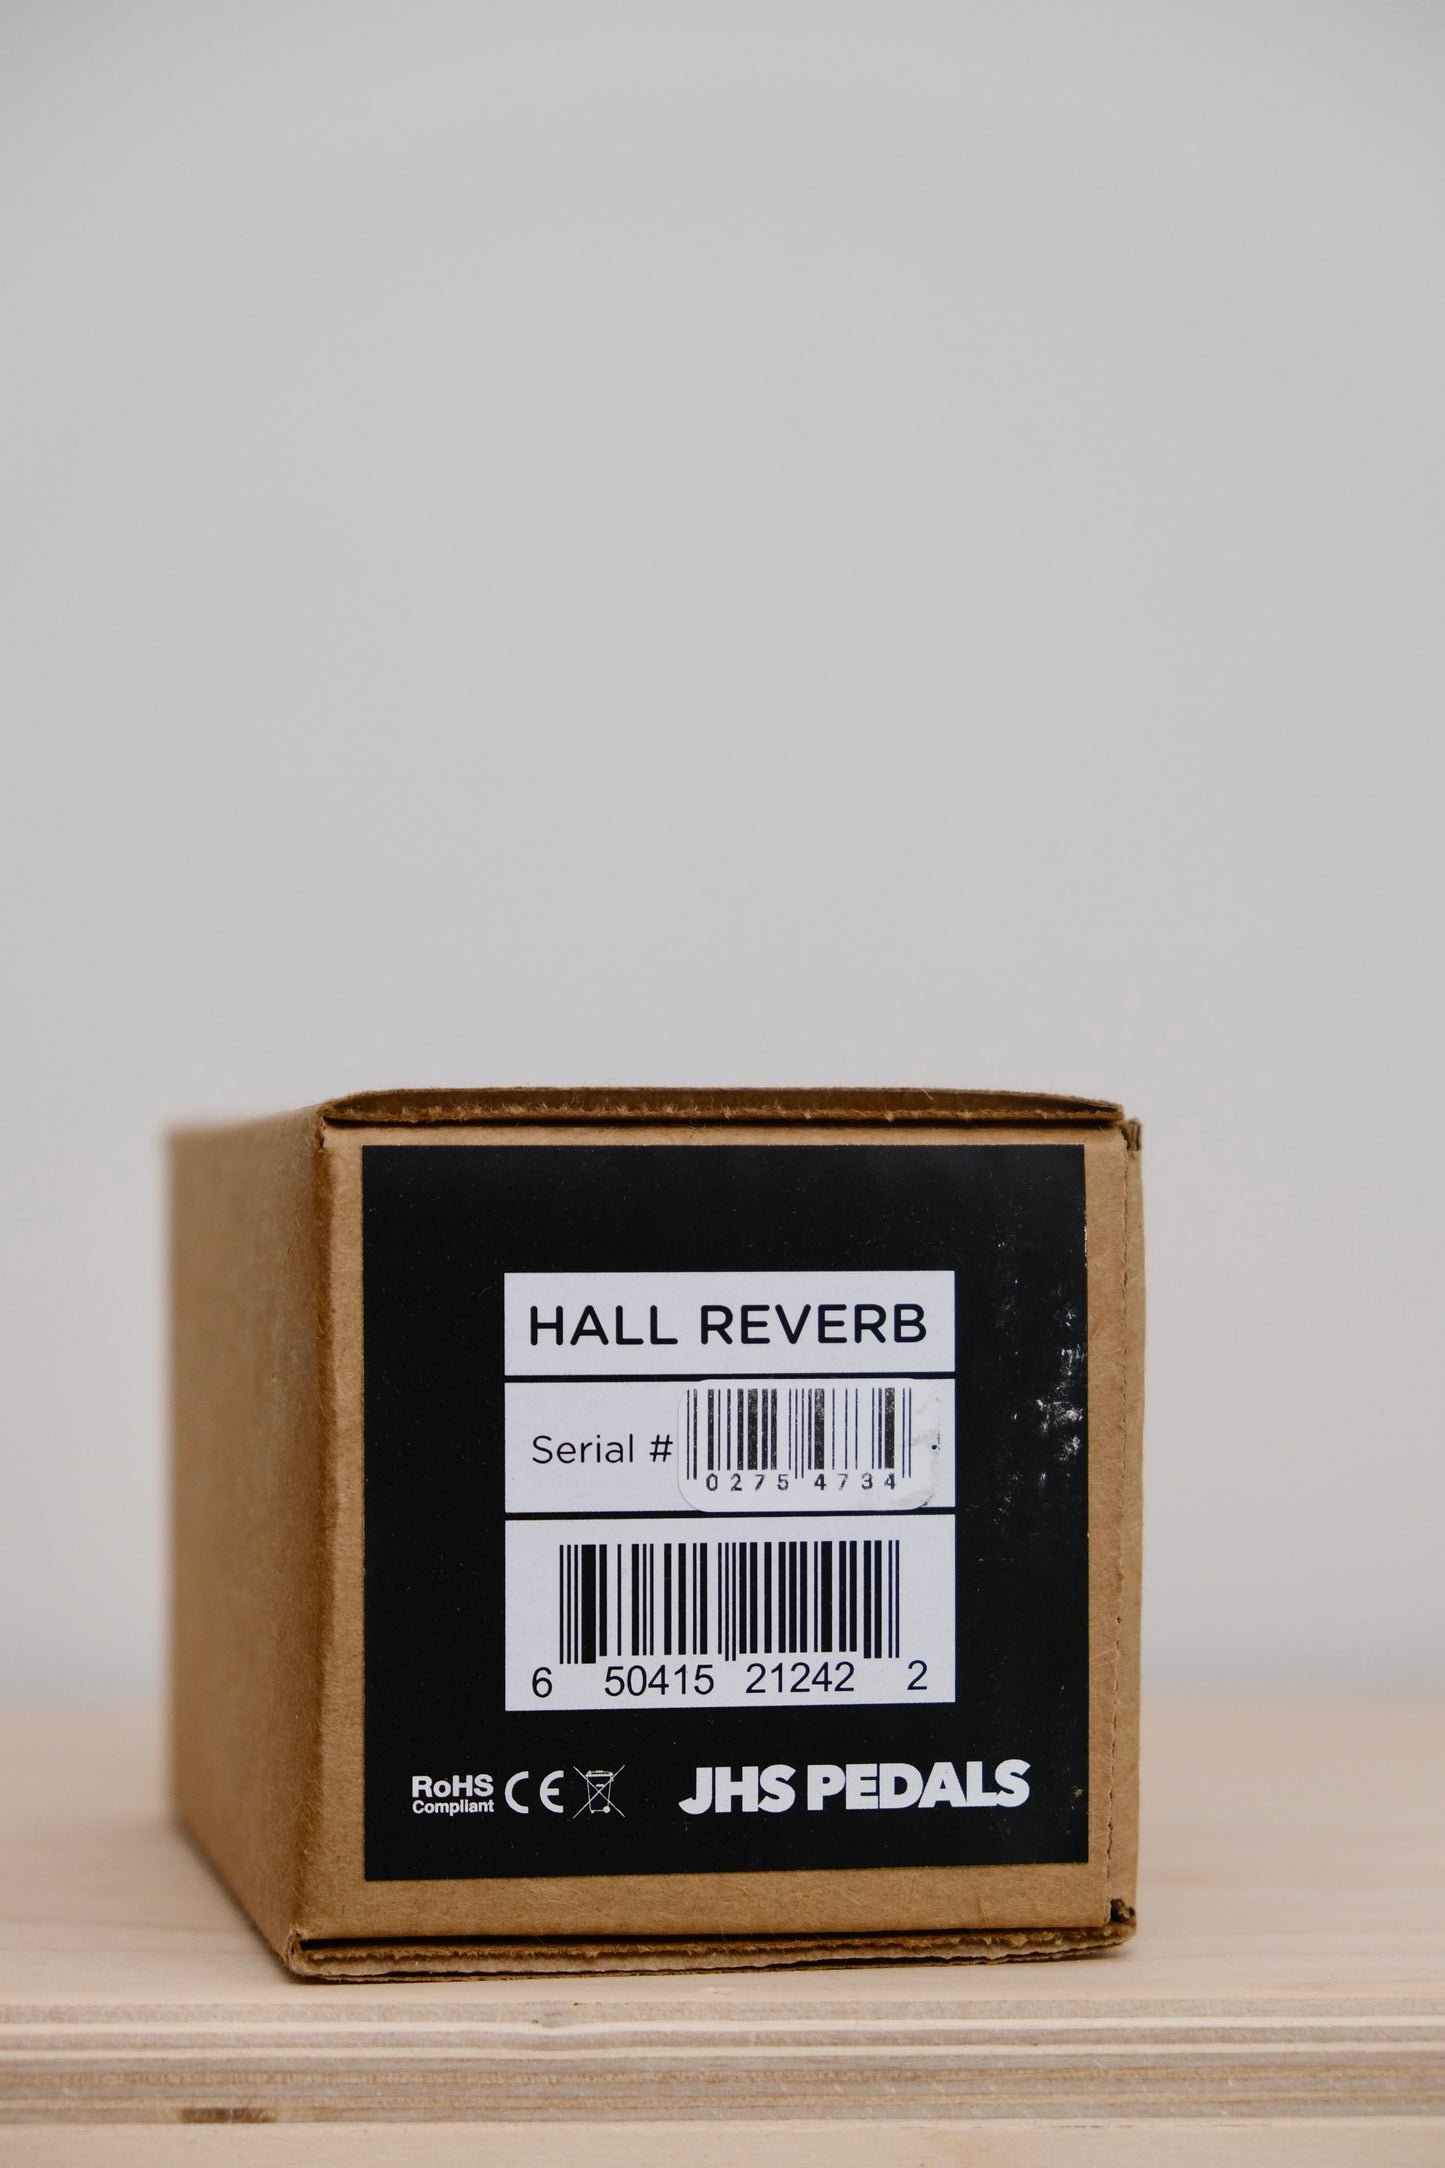 HALL REVERB
Serial #
0275 4734
6 50415 21242 2
RoHS
Compliant
CE
JHS PEDALS